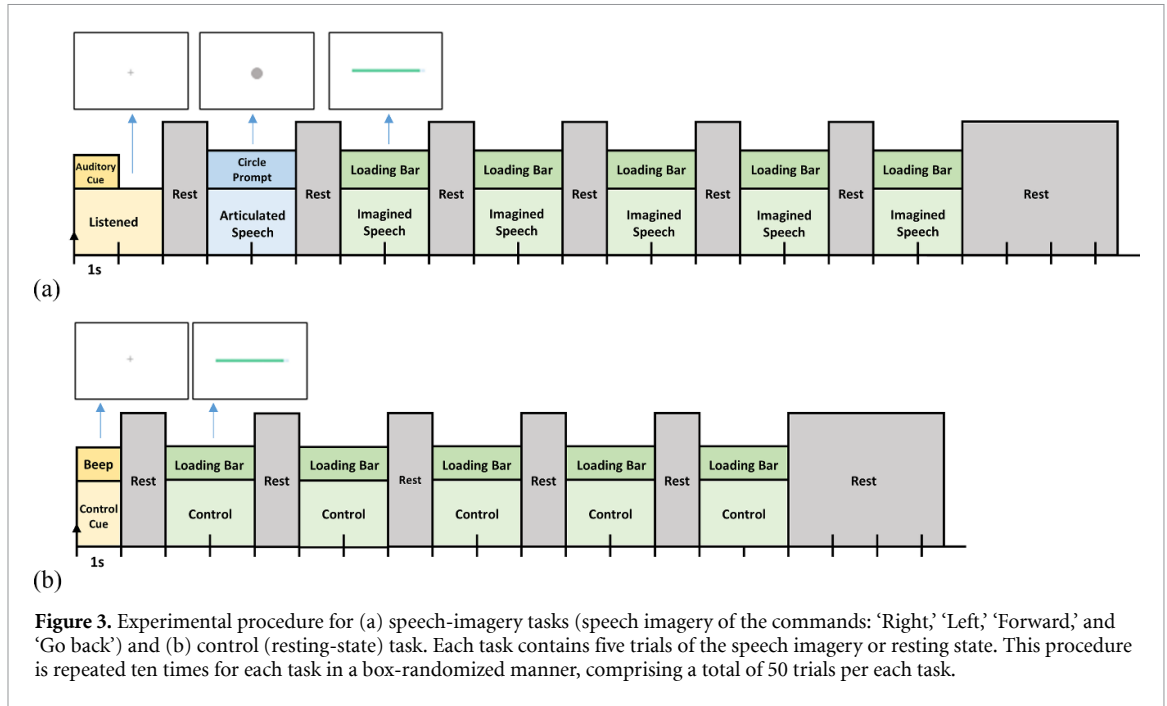 Auditory
Cue
Listened
Rest
Circle
Prompt
Articulated
Speech
Rest
Loading Bar
Imagined
Speech
Rest
Loading Bar
Imagined
Speech
Rest
Loading Bar
Imagined
Speech
Rest
Loading Bar
Imagined
Speech
Rest
Loading Bar
Imagined
Speech
Rest
1s
(a)
Beep
Control
Cue
Rest
Loading Bar
Control
Rest
Loading Bar
Control
Rest
Loading Bar
Control
Rest
Loading Bar
Control
Rest
Loading Bar
Control
Rest
1s
(b)
Figure 3. Experimental procedure for (a) speech-imagery tasks (speech imagery of the commands: ‘Right,’ ‘Left,’ ‘Forward,’ and
‘Go back’) and (b) control (resting-state) task. Each task contains five trials of the speech imagery or resting state. This procedure
is repeated ten times for each task in a box-randomized manner, comprising a total of 50 trials per each task.